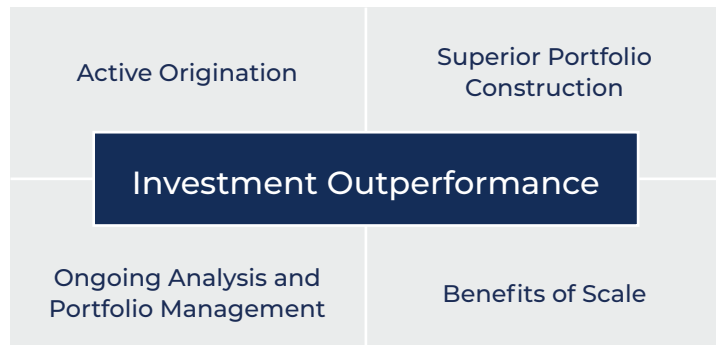 Active Origination
Superior Portfolio
Construction
Investment Outperformance
Ongoing Analysis and
Portfolio Management
Benefits of Scale